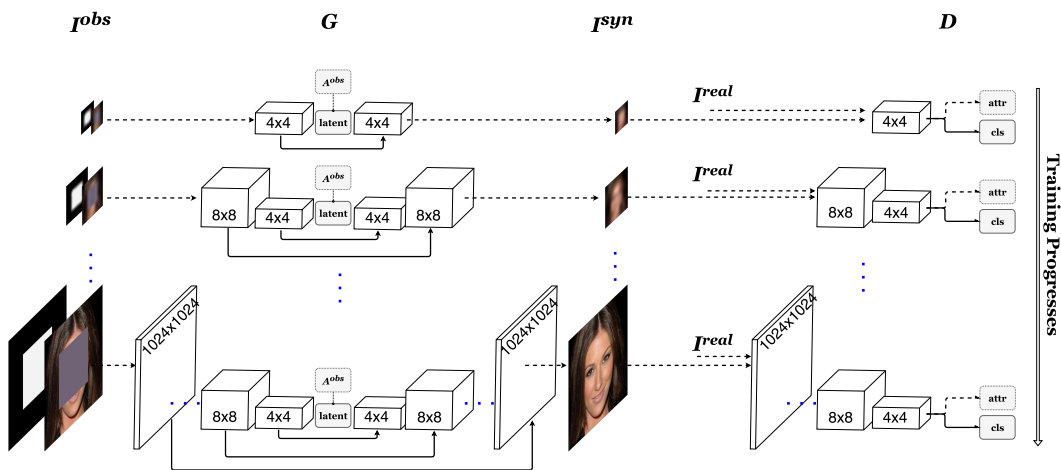 I^obs G I^syn D
A^obs
latent
4x4 4x4
I^real
4x4
attr
cls
A^obs
latent
8x8 4x4 4x4 8x8
I^real
8x8 4x4
attr
cls
Training Progresses
1024x1024
A^obs
latent
8x8 4x4 4x4 8x8
1024x1024
I^real
1024x1024
8x8 4x4
attr
cls